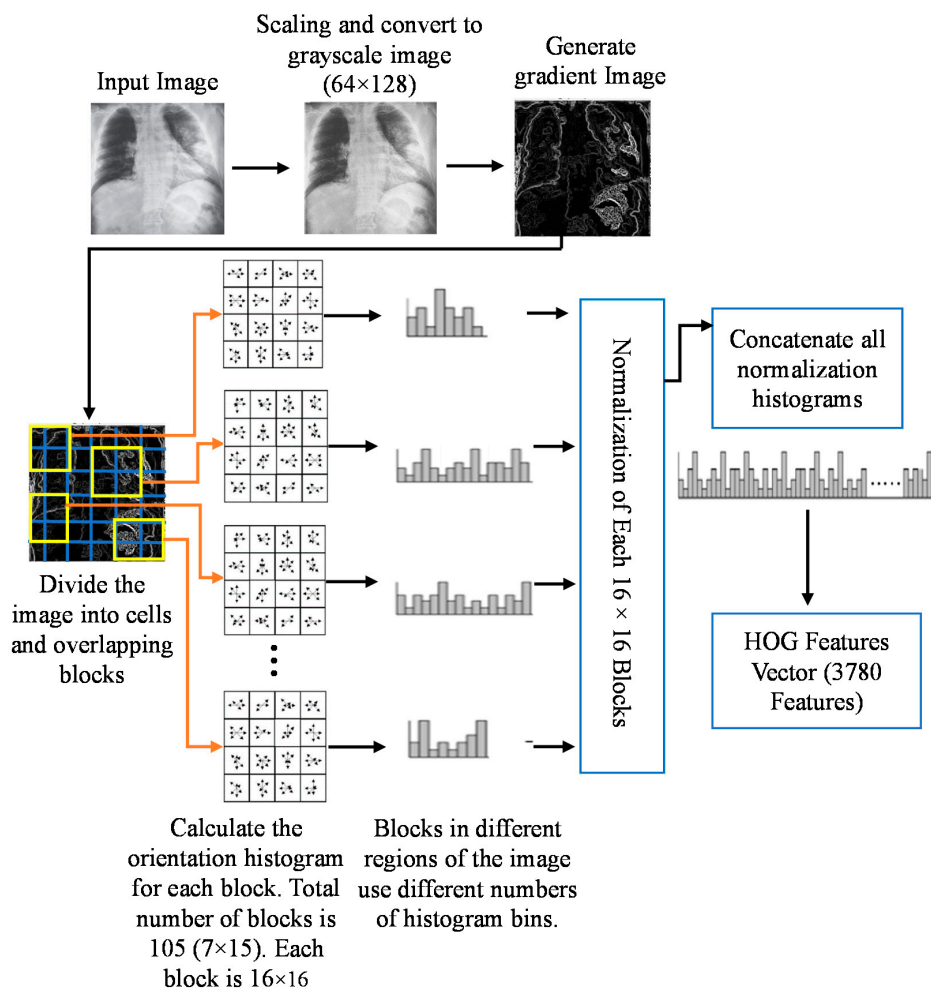 Input Image
Scaling and convert to
grayscale image
(64×128)
Generate
gradient Image
Divide the
image into cells
and overlapping
blocks
Calculate the
orientation histogram
for each block. Total
number of blocks is
105 (7×15). Each
block is 16×16
Blocks in different
regions of the image
use different numbers
of histogram bins.
Normalization of Each 16 × 16 Blocks
Concatenate all
normalization
histograms
HOG Features
Vector (3780
Features)